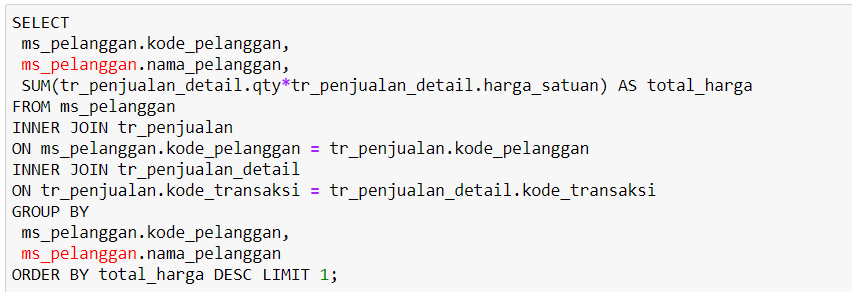 SELECT
 ms_pelanggan.kode_pelanggan,
 ms_pelanggan.nama_pelanggan,
 SUM(tr_penjualan_detail.qty*tr_penjualan_detail.harga_satuan) AS total_harga
FROM ms_pelanggan
INNER JOIN tr_penjualan
ON ms_pelanggan.kode_pelanggan = tr_penjualan.kode_pelanggan
INNER JOIN tr_penjualan_detail
ON tr_penjualan.kode_transaksi = tr_penjualan_detail.kode_transaksi
GROUP BY
 ms_pelanggan.kode_pelanggan,
 ms_pelanggan.nama_pelanggan
ORDER BY total_harga DESC LIMIT 1;